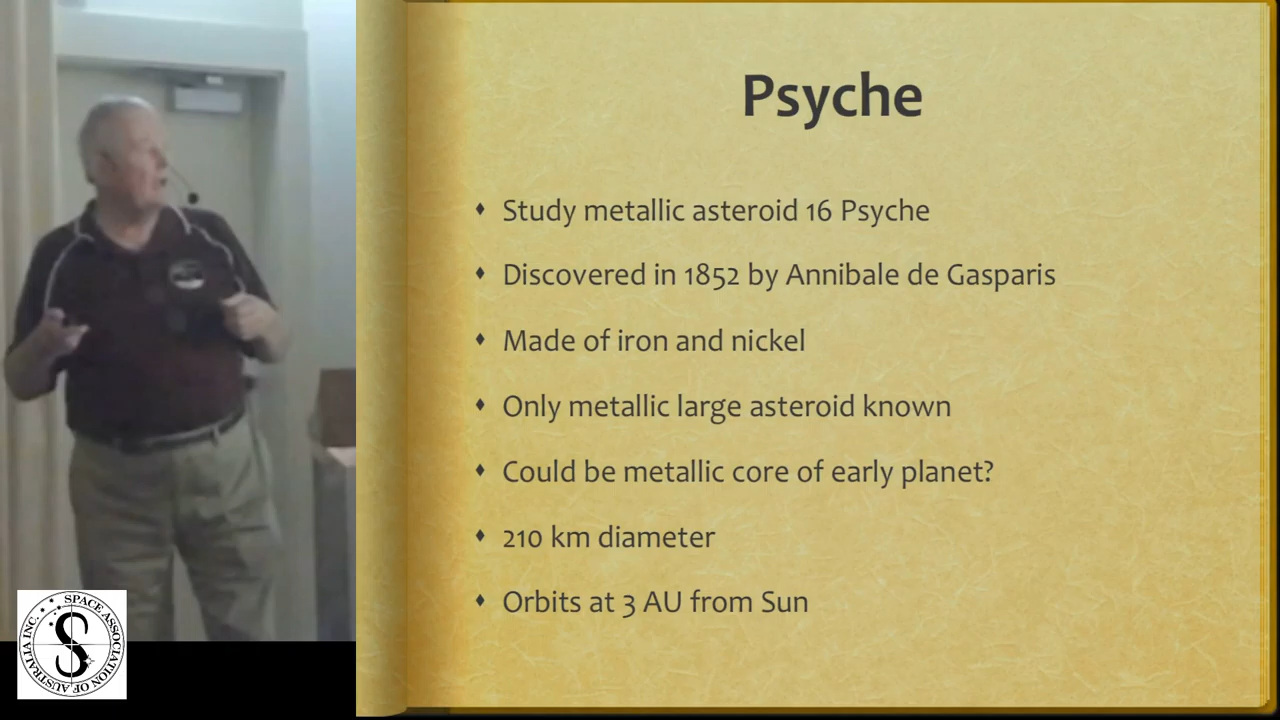 Psyche
Study metallic asteroid 16 Psyche
Discovered in 1852 by Annibale de Gasparis
Made of iron and nickel
Only metallic large asteroid known
Could be metallic core of early planet?
210 km diameter
Orbits at 3 AU from Sun
SPACE ASSOCIATION OF AUSTRALIA INC.
S